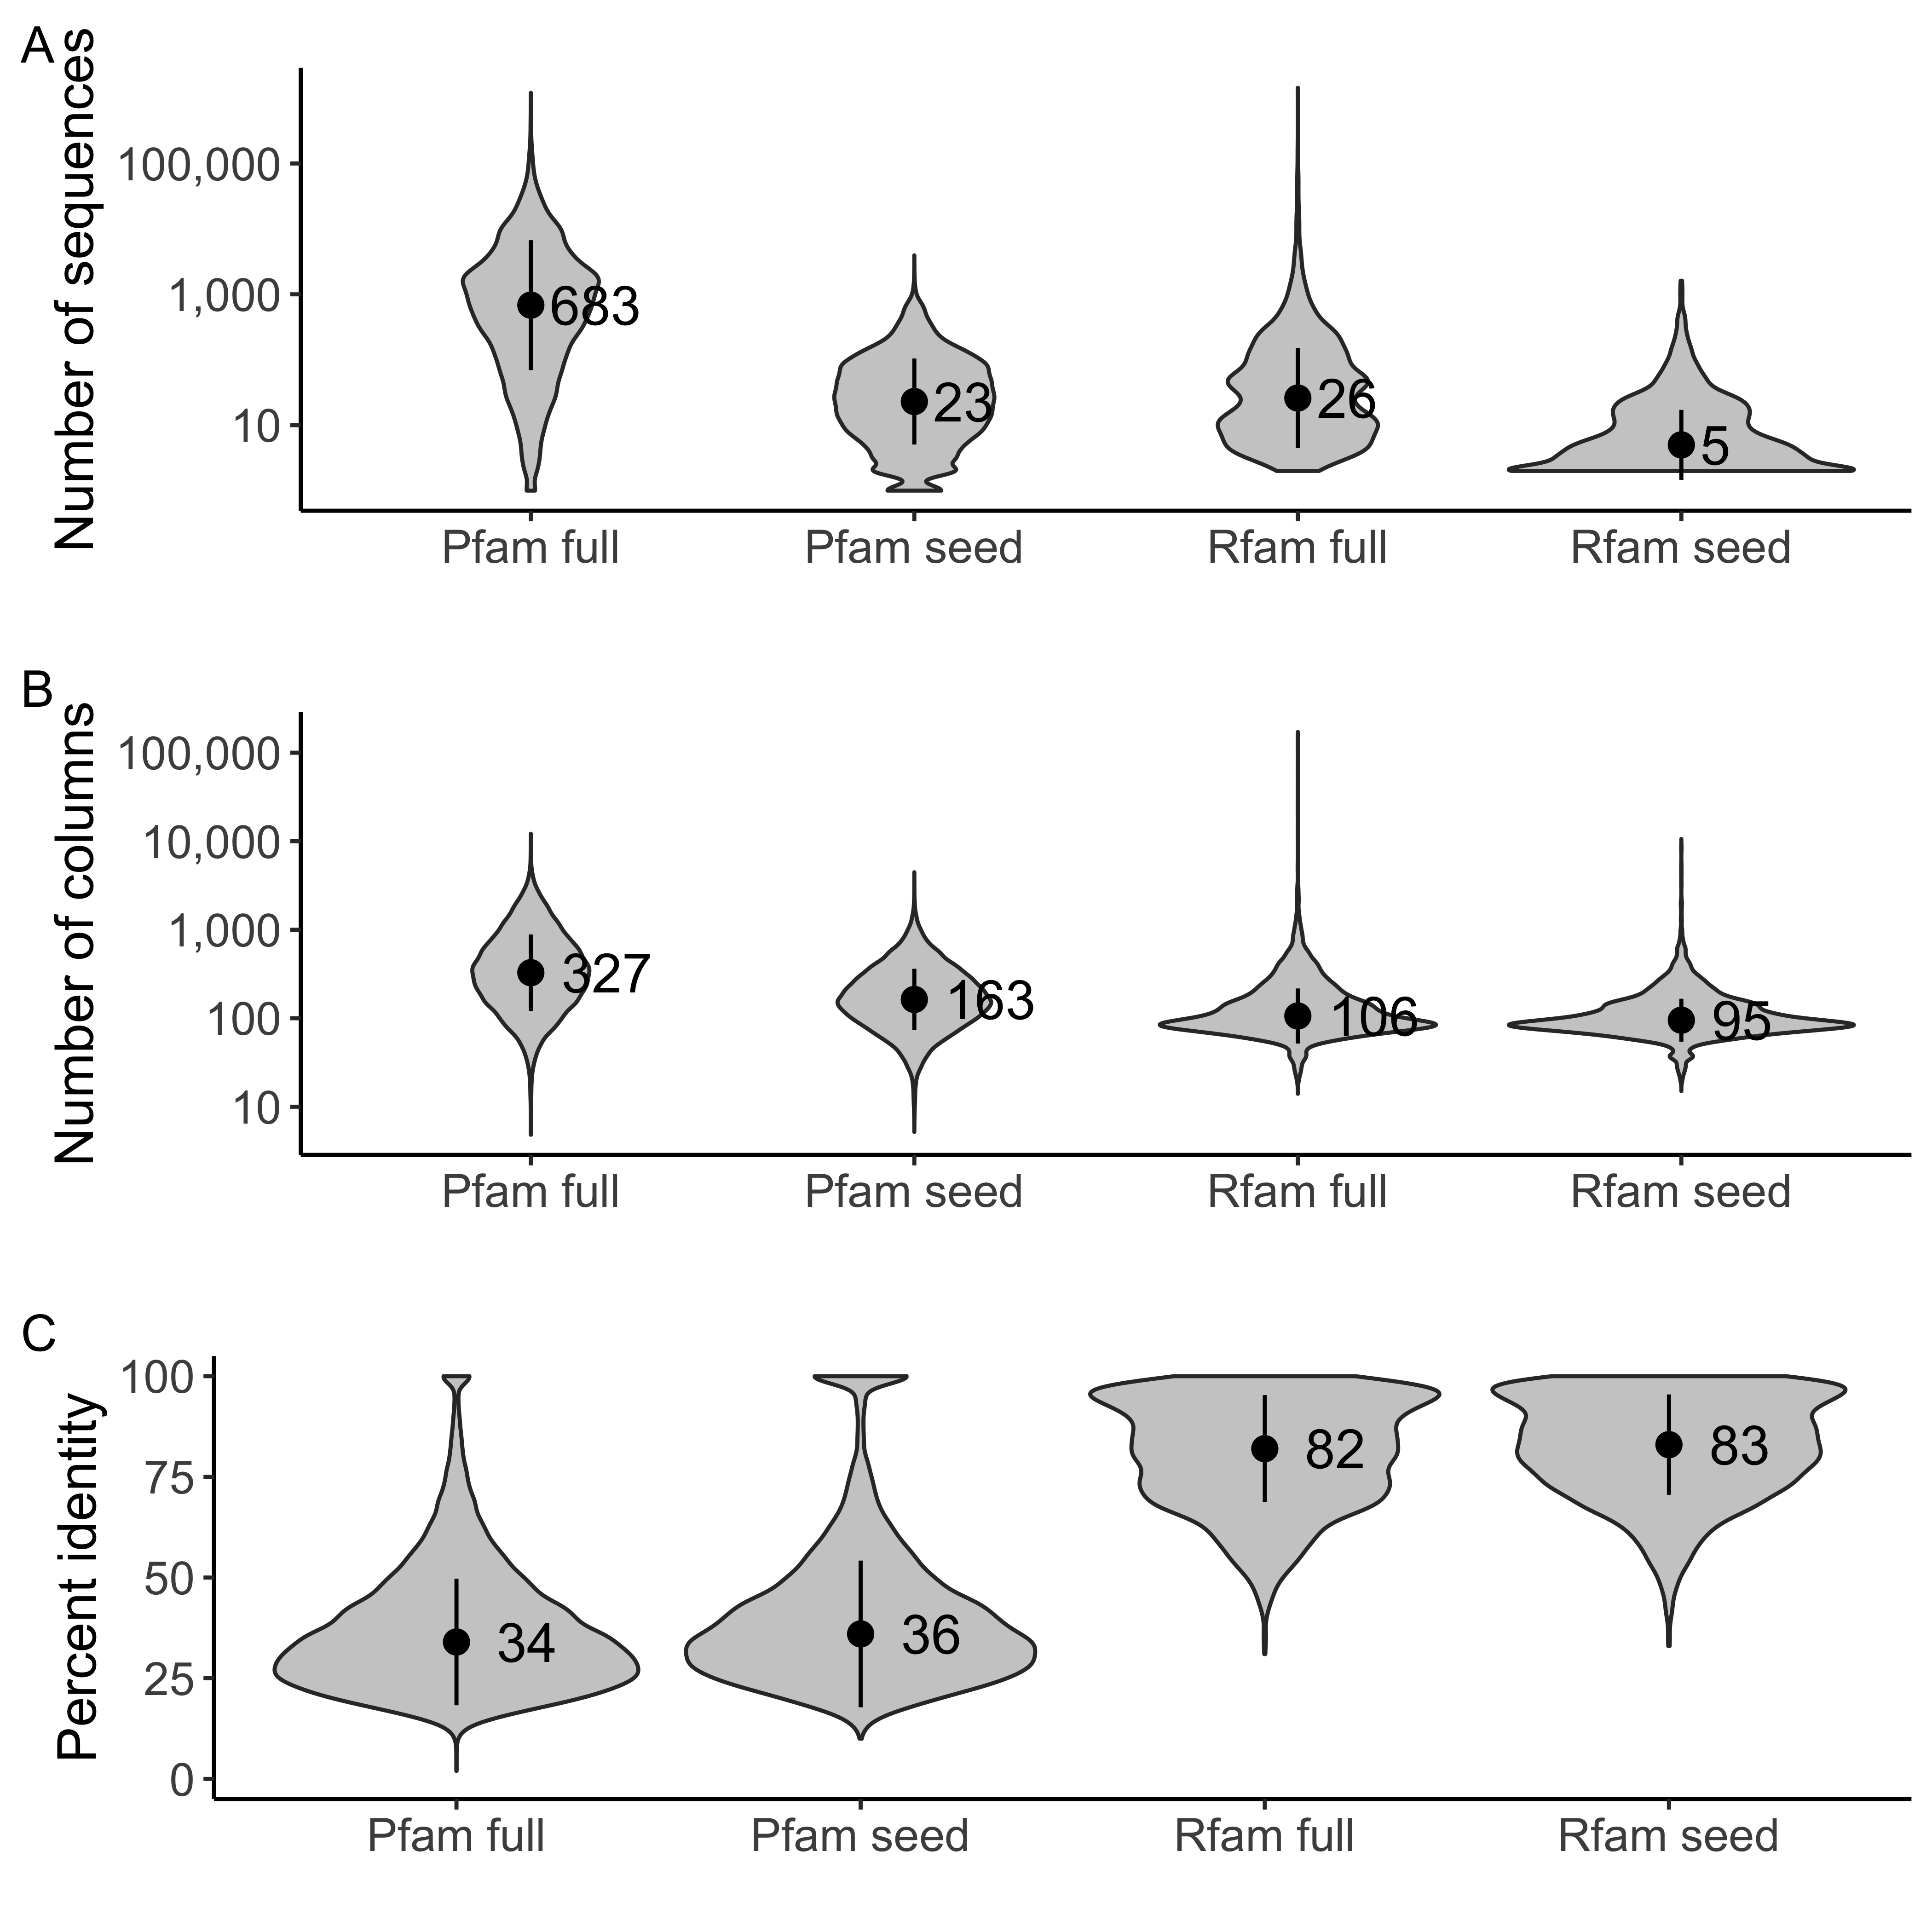 A
Number of sequences
100,000
1,000
10
683
23
26
5
Pfam full
Pfam seed
Rfam full
Rfam seed
B
Number of columns
100,000
10,000
1,000
100
10
327
163
106
95
Pfam full
Pfam seed
Rfam full
Rfam seed
C
Percent identity
100
75
50
25
0
34
36
82
83
Pfam full
Pfam seed
Rfam full
Rfam seed